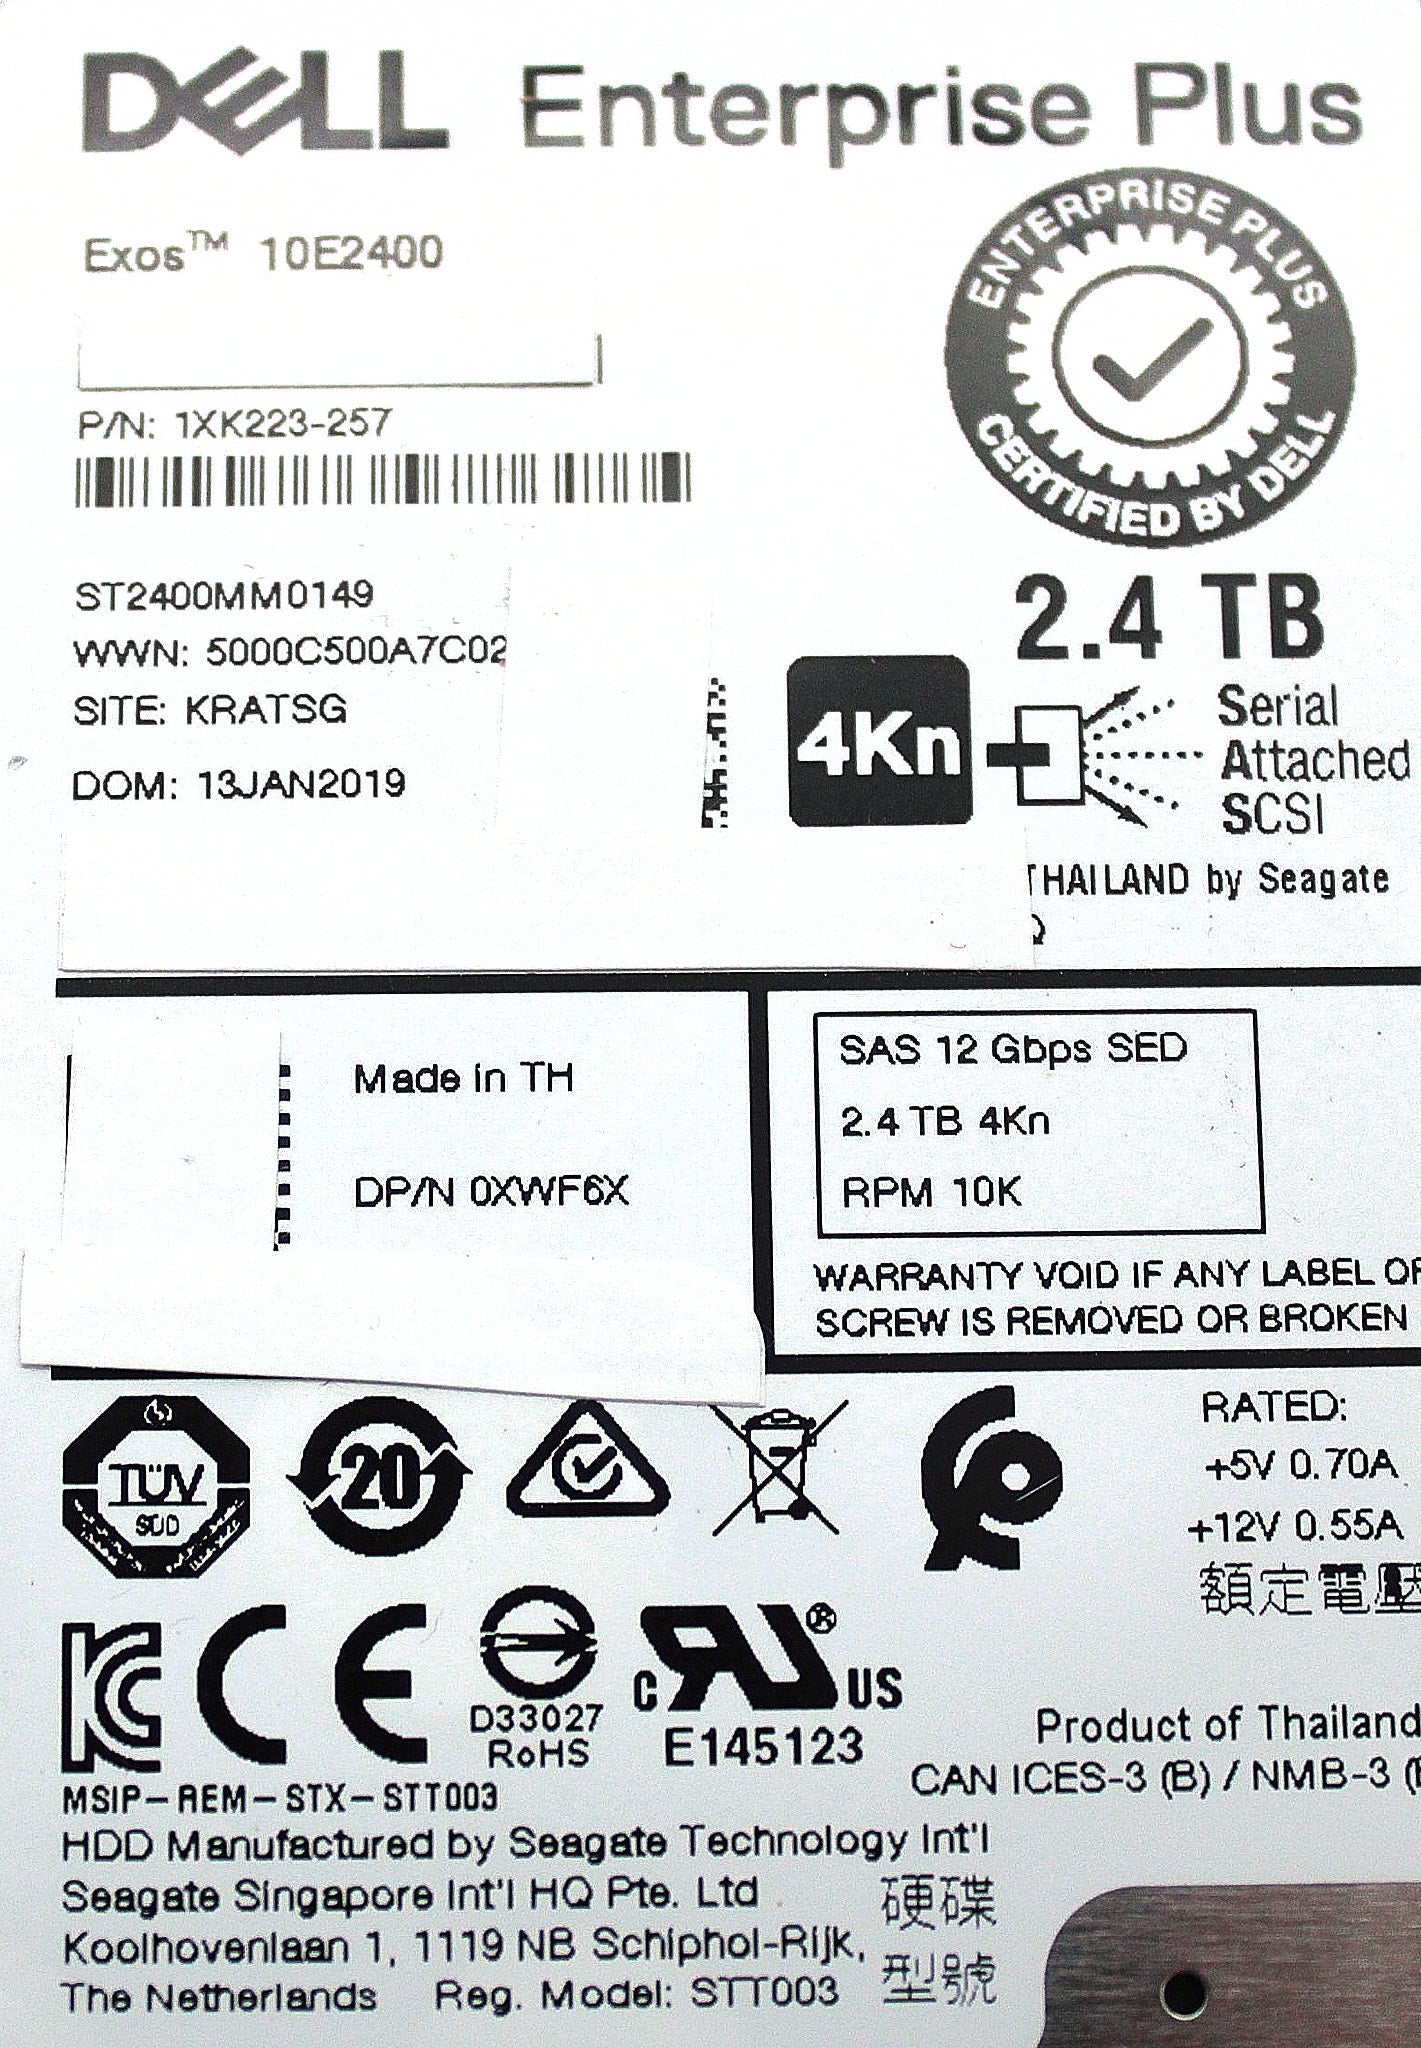 DELL Enterprise Plus
Exos™ 10E2400
ENTERPRISE PLUS
CERTIFIED BY DELL
P/N: 1XK223-257
ST2400MM0149
WWN: 5000C500A7C02
SITE: KRATSG
DOM: 13JAN2019
2.4 TB
4Kn
Serial
Attached
SCSI
THAILAND by Seagate
Made in TH
DP/N 0XWF6X
SAS 12 Gbps SED
2.4 TB 4Kn
RPM 10K
WARRANTY VOID IF ANY LABEL OR
SCREW IS REMOVED OR BROKEN
TÜV
SÜD
20
RATED:
+5V 0.70A
+12V 0.55A
額定電壓
D33027
RoHS
c RU US ®
E145123
CE
Product of Thailand
CAN ICES-3 (B) / NMB-3 (
MSIP-REM-STX-STT003
HDD Manufactured by Seagate Technology Int'l
Seagate Singapore Int'l HQ Pte. Ltd
Koolhovenlaan 1, 1119 NB Schiphol-Rijk,
The Netherlands Reg. Model: STT003
硬碟
型號